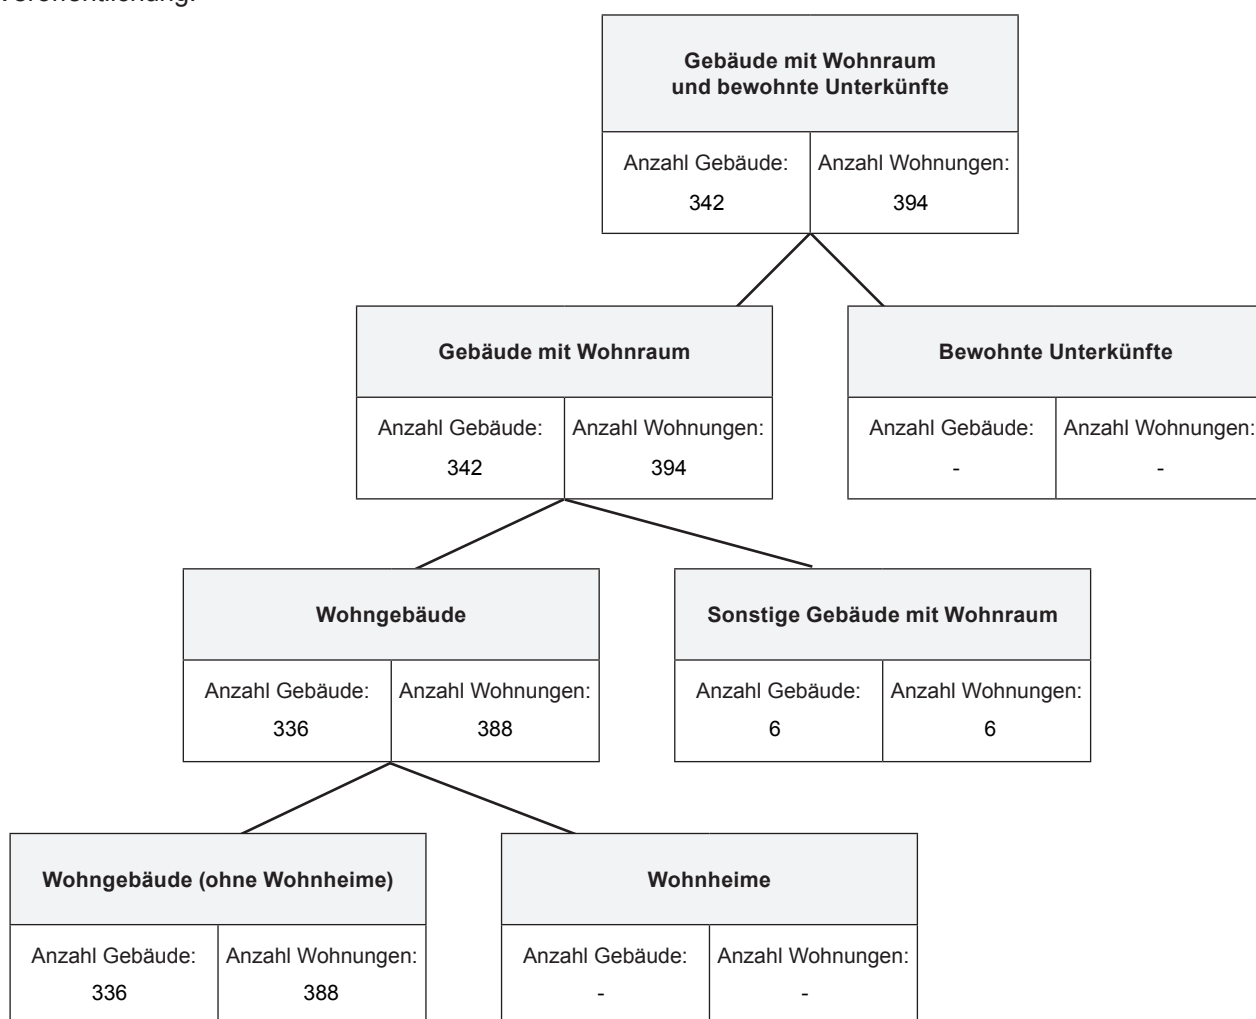 Veröffentlichung.
Gebäude mit Wohnraum
und bewohnte Unterkünfte
Anzahl Gebäude: Anzahl Wohnungen:
342 394
Gebäude mit Wohnraum
Anzahl Gebäude: Anzahl Wohnungen:
342 394
Bewohnte Unterkünfte
Anzahl Gebäude: Anzahl Wohnungen:
- -
Wohngebäude
Anzahl Gebäude: Anzahl Wohnungen:
336 388
Sonstige Gebäude mit Wohnraum
Anzahl Gebäude: Anzahl Wohnungen:
6 6
Wohngebäude (ohne Wohnheime)
Anzahl Gebäude: Anzahl Wohnungen:
336 388
Wohnheime
Anzahl Gebäude: Anzahl Wohnungen:
- -